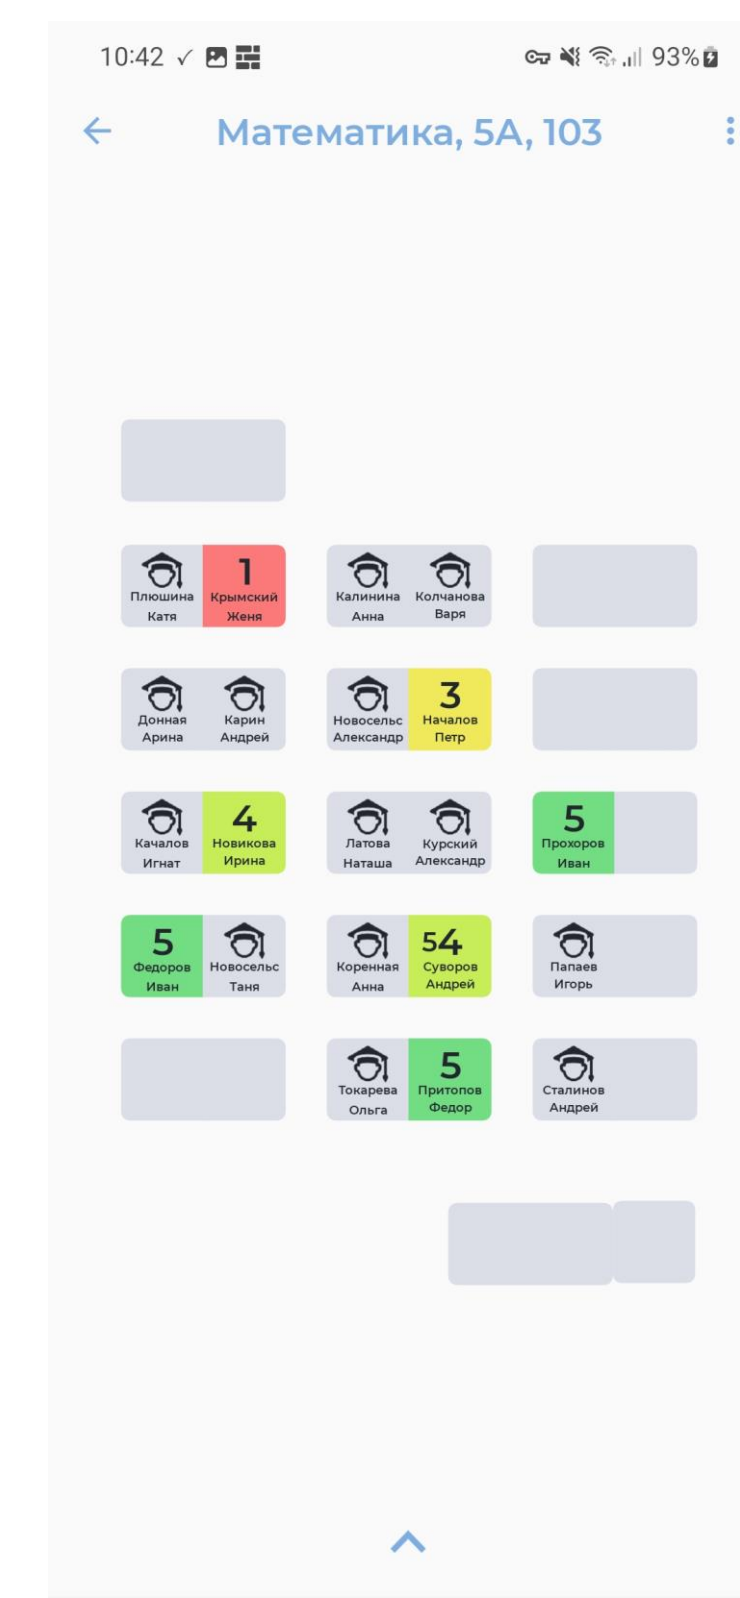 10:42
93%
Математика, 5А, 103
1
Плюшина
Катя
Крымский
Женя
Калинина
Анна
Колчанова
Варя
3
Донная
Арина
Карин
Андрей
Новосельс
Александр
Началов
Петр
4
5
Качалов
Игнат
Новикова
Ирина
Латова
Наташа
Курский
Александр
Прохоров
Иван
5
54
Федоров
Иван
Новосельс
Таня
Коренная
Анна
Суворов
Андрей
Папаев
Игорь
5
Токарева
Ольга
Притопов
Федор
Сталинов
Андрей